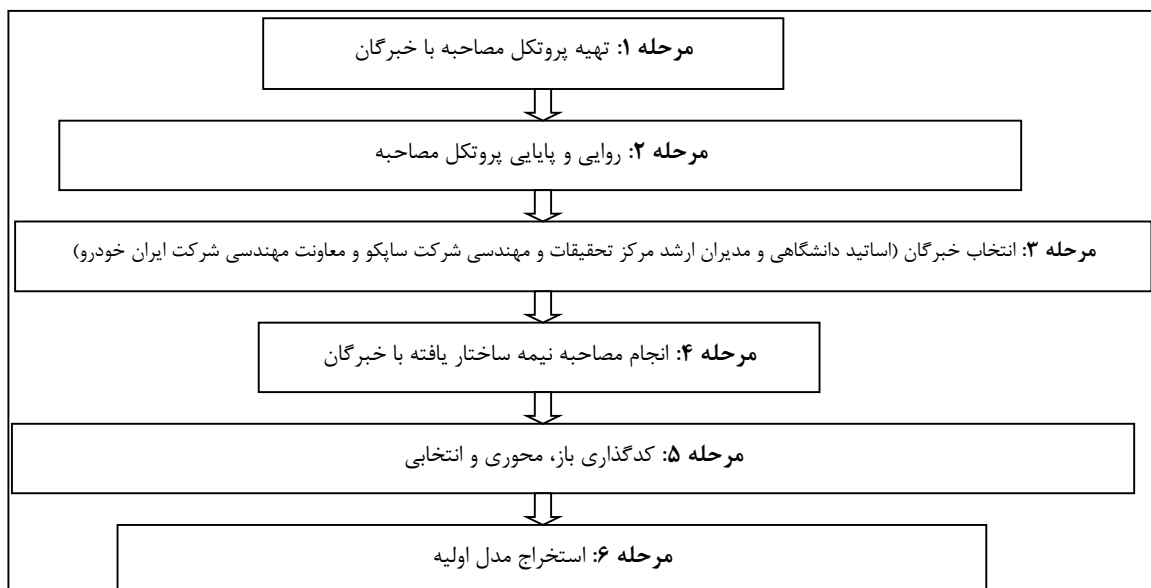 مرحله ۱: تهیه پروتکل مصاحبه با خبرگان
مرحله ۲: روایی و پایایی پروتکل مصاحبه
مرحله ۳: انتخاب خبرگان (اساتید دانشگاهی و مدیران ارشد مرکز تحقیقات و مهندسی شرکت ساپکو و معاونت مهندسی شرکت ایران خودرو)
مرحله ۴: انجام مصاحبه نیمه ساختار یافته با خبرگان
مرحله ۵: کدگذاری باز، محوری و انتخابی
مرحله ۶: استخراج مدل اولیه